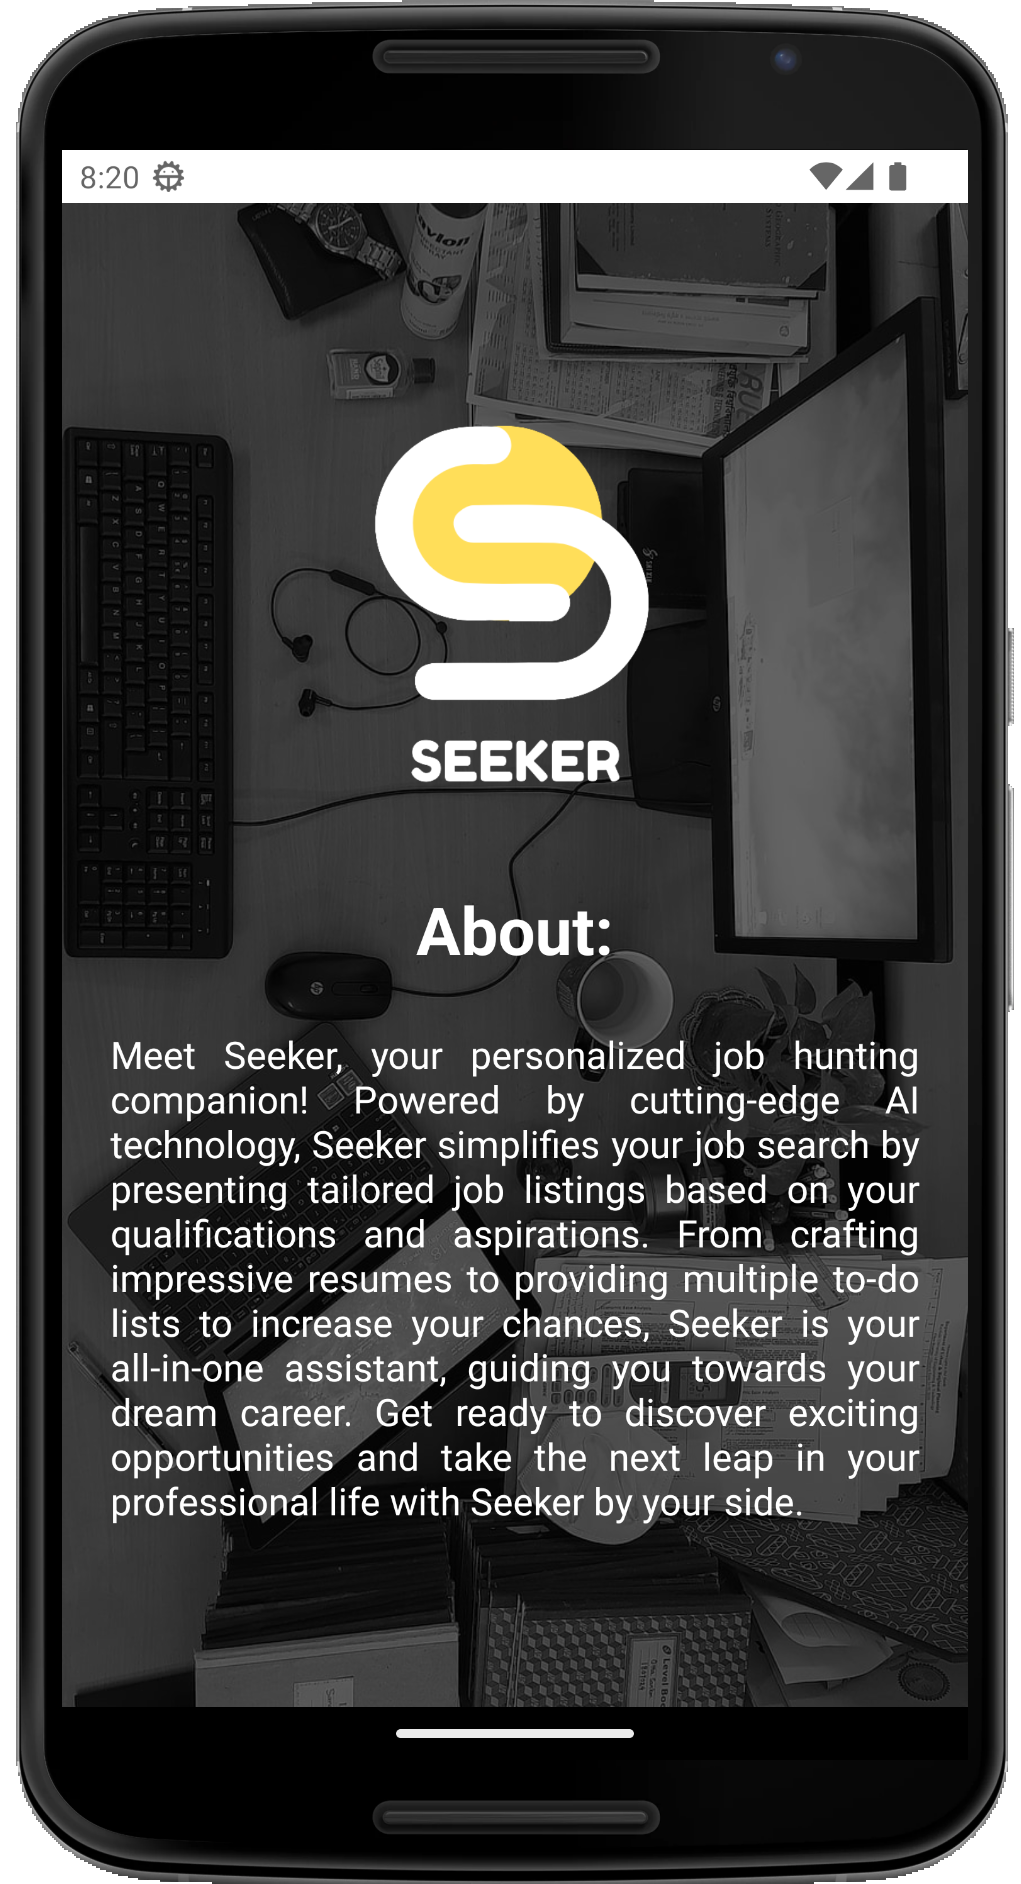 8:20
SEEKER
About:
Meet Seeker, your personalized job hunting
companion! Powered by cutting-edge AI
technology, Seeker simplifies your job search by
presenting tailored job listings based on your
qualifications and aspirations. From crafting
impressive resumes to providing multiple to-do
lists to increase your chances, Seeker is your
all-in-one assistant, guiding you towards your
dream career. Get ready to discover exciting
opportunities and take the next leap in your
professional life with Seeker by your side.